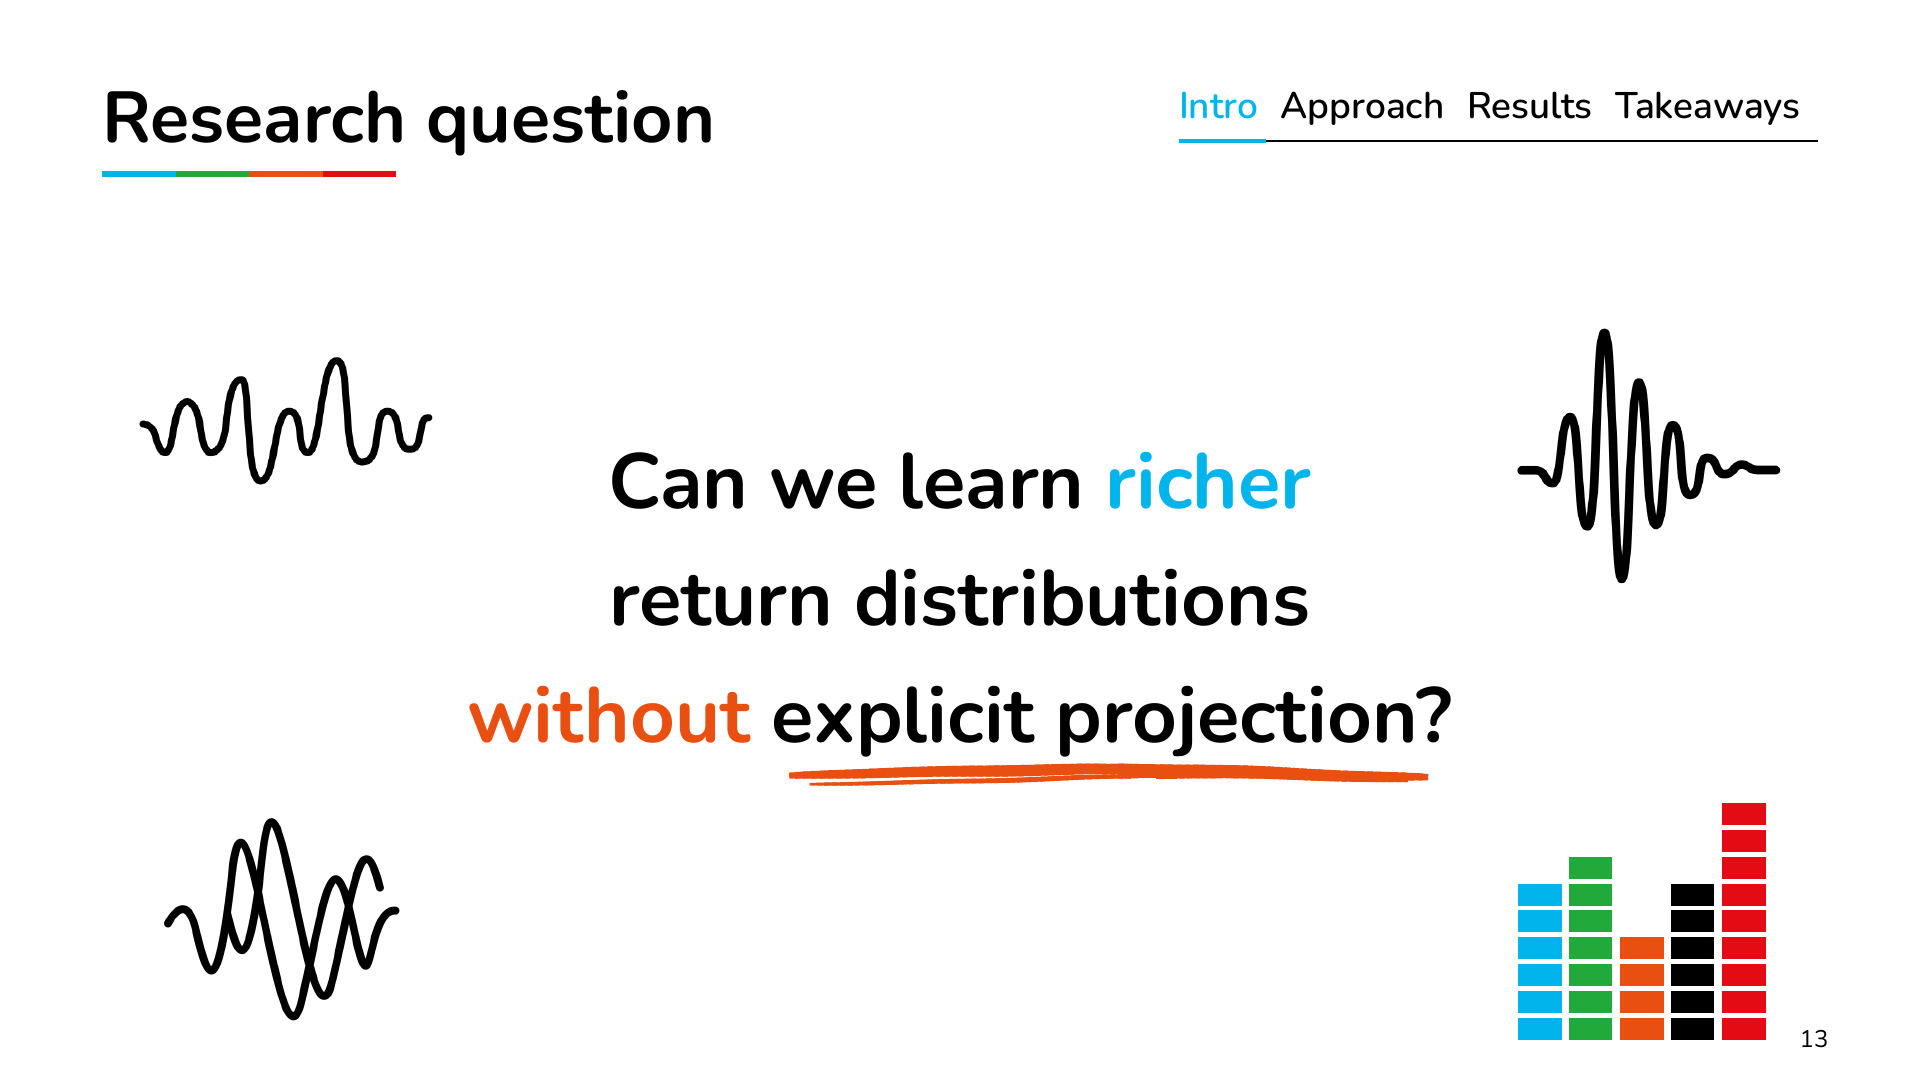 Research question
Intro Approach Results Takeaways
Can we learn richer
return distributions
without explicit projection?
13